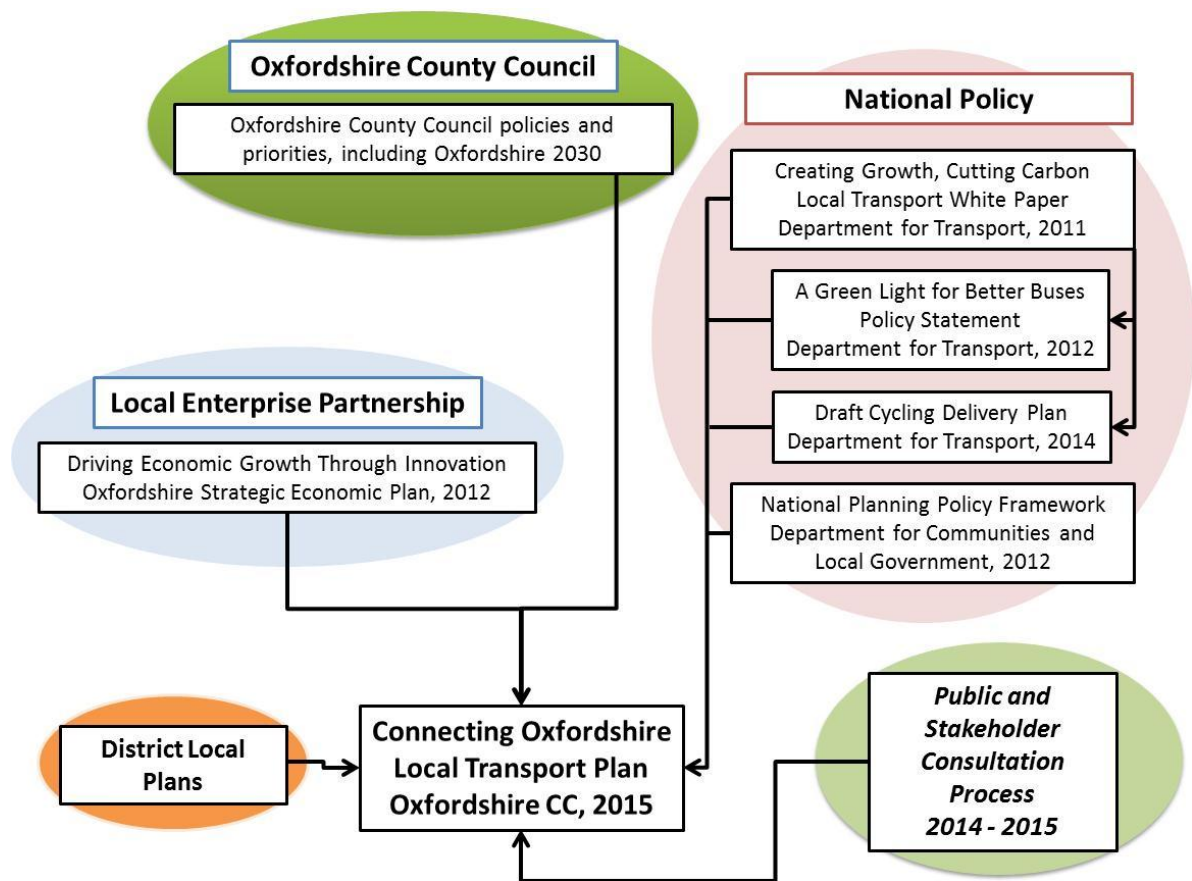 Oxfordshire County Council
Oxfordshire County Council policies and
priorities, including Oxfordshire 2030
National Policy
Creating Growth, Cutting Carbon
Local Transport White Paper
Department for Transport, 2011
A Green Light for Better Buses
Policy Statement
Department for Transport, 2012
Draft Cycling Delivery Plan
Department for Transport, 2014
National Planning Policy Framework
Department for Communities and
Local Government, 2012
Local Enterprise Partnership
Driving Economic Growth Through Innovation
Oxfordshire Strategic Economic Plan, 2012
District Local
Plans
Connecting Oxfordshire
Local Transport Plan
Oxfordshire CC, 2015
Public and
Stakeholder
Consultation
Process
2014 - 2015